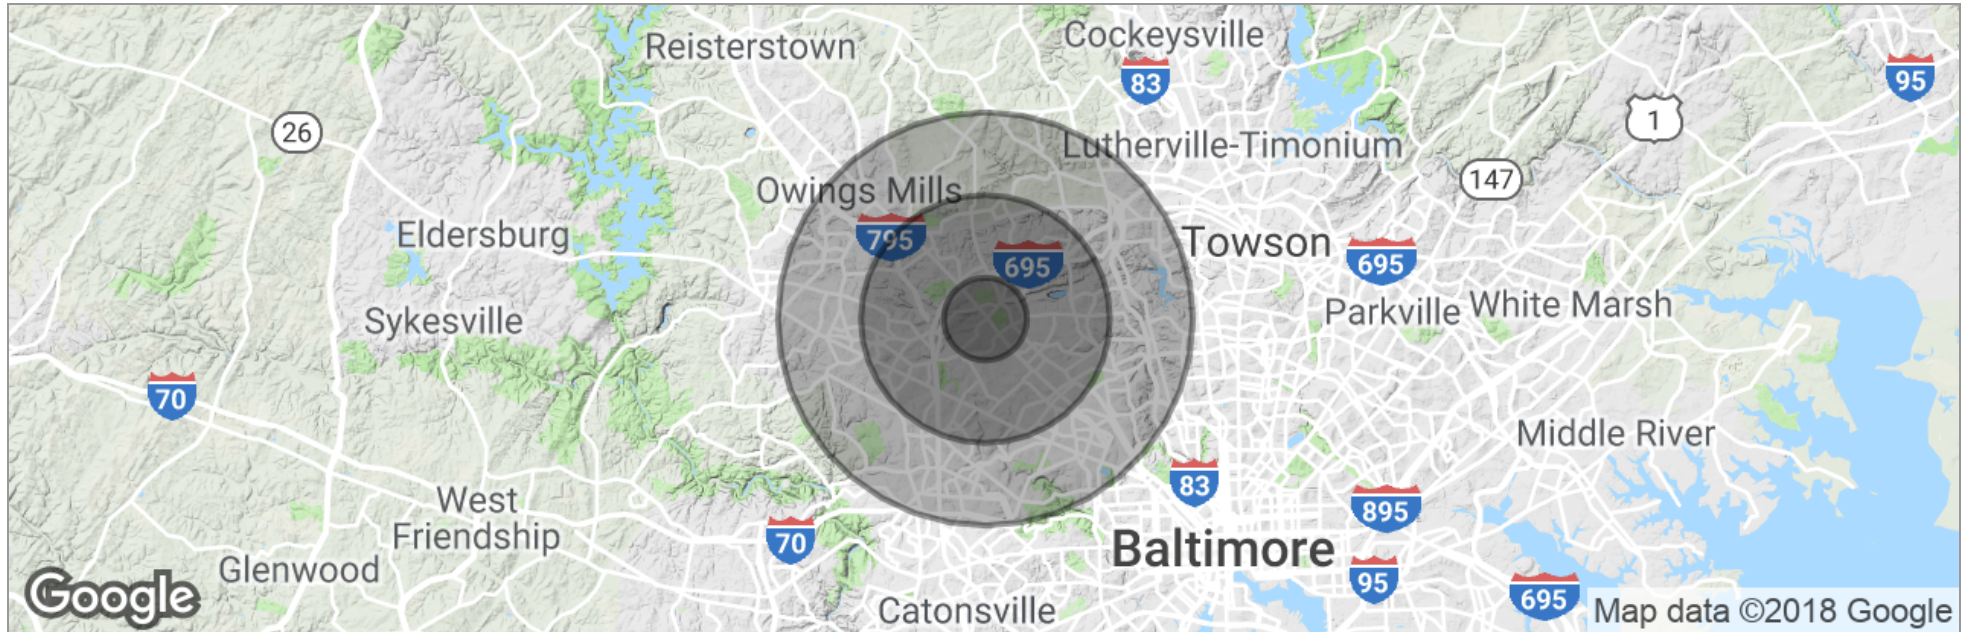 Reisterstown
Cockeysville
83
95
1
26
Lutherville-Timonium
147
Owings Mills
795
Eldersburg
695
Towson
695
Sykesville
Parkville
White Marsh
70
Middle River
83
West
Friendship
895
70
Baltimore
Glenwood
95
695
Google
Catonsville
Map data ©2018 Google